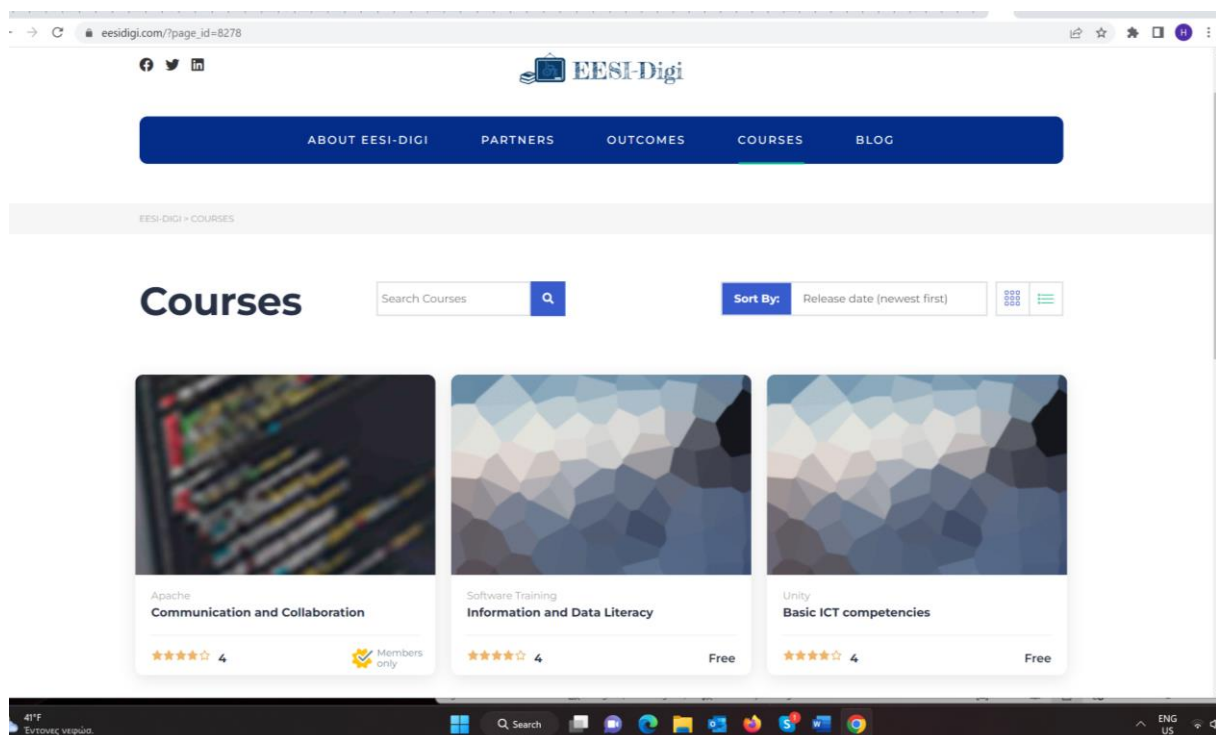 eesidigi.com/?page_id=8278
H
EESI-Digi
ABOUT EESI-DIGI PARTNERS OUTCOMES COURSES BLOG
EESI-DIGI > COURSES
Courses
Search Courses
Sort By: Release date (newest first)
Apache
Communication and Collaboration
4
Members only
Software Training
Information and Data Literacy
4
Free
Unity
Basic ICT competencies
4
Free
41°F
Έντονες νεφώσ.
Search
ENG
US